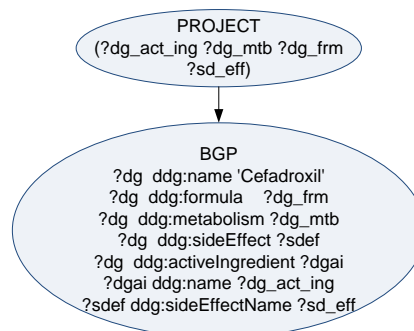 PROJECT
(?dg_act_ing ?dg_mtb ?dg_frm
?sd_eff)
BGP
?dg ddg:name 'Cefadroxil'
?dg ddg:formula ?dg_frm
?dg ddg:metabolism ?dg_mtb
?dg ddg:sideEffect ?sdef
?dg ddg:activeIngredient ?dgai
?dgai ddg:name ?dg_act_ing
?sdef ddg:sideEffectName ?sd_eff